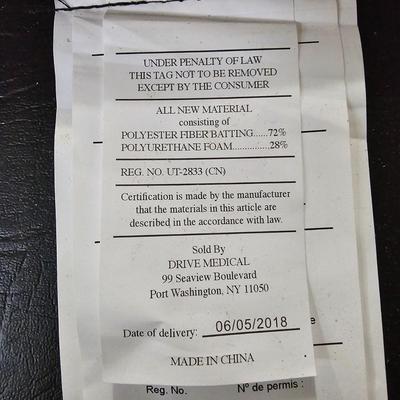 UNDER PENALTY OF LAW
THIS TAG NOT TO BE REMOVED
EXCEPT BY THE CONSUMER
ALL NEW MATERIAL
consisting of
POLYESTER FIBER BATTING......72%
POLYURETHANE FOAM..............28%
REG. NO. UT-2833 (CN)
Certification is made by the manufacturer
that the materials in this article are
described in the accordance with law.
Sold By
DRIVE MEDICAL
99 Seaview Boulevard
Port Washington, NY 11050
Date of delivery: 06/05/2018
MADE IN CHINA
Reg. No. Nº de permis :